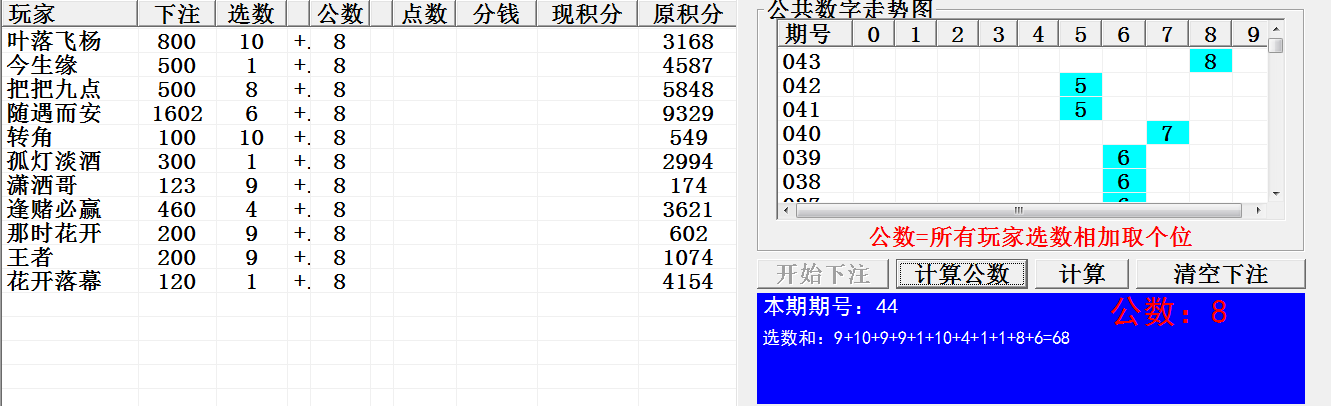 玩家 下注 选数 公数 点数 分钱 现积分 原积分
叶落飞杨 800 10 +. 8 3168
今生缘 500 1 +. 8 4587
把把九点 500 8 +. 8 5848
随遇而安 1602 6 +. 8 9329
转角 100 10 +. 8 549
孤灯淡酒 300 1 +. 8 2994
潇洒哥 123 9 +. 8 174
逢赌必赢 460 4 +. 8 3621
那时花开 200 9 +. 8 602
王者 200 9 +. 8 1074
花开落幕 120 1 +. 8 4154
公共数字走势图
期号 0 1 2 3 4 5 6 7 8 9
043 8
042 5
041 5
040 7
039 6
038 6
037 6
公数=所有玩家选数相加取个位
开始下注 计算公数 计算 清空下注
本期期号：44 公数：8
选数和：9+10+9+9+1+10+4+1+1+8+6=68